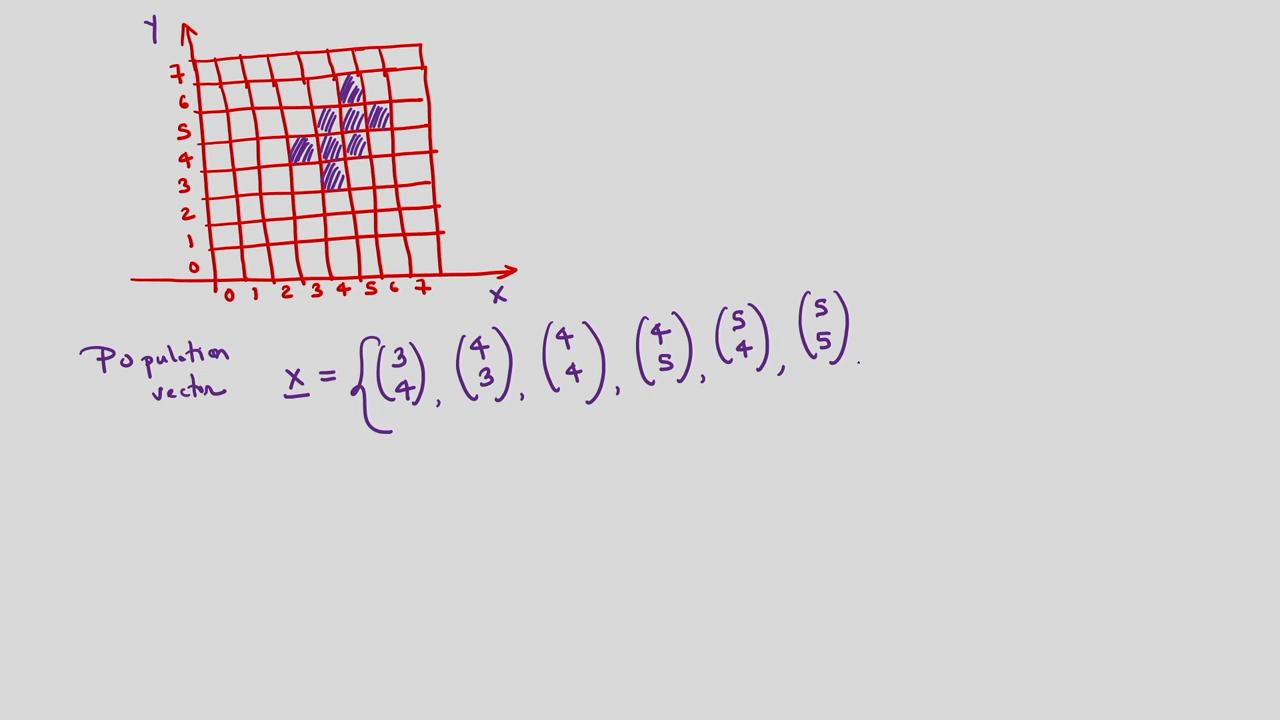 Y
7
6
5
4
3
2
1
0
0 1 2 3 4 5 6 7
X
Population vector x = { (3 4), (4 3), (4 4), (4 5), (5 4), (5 5).